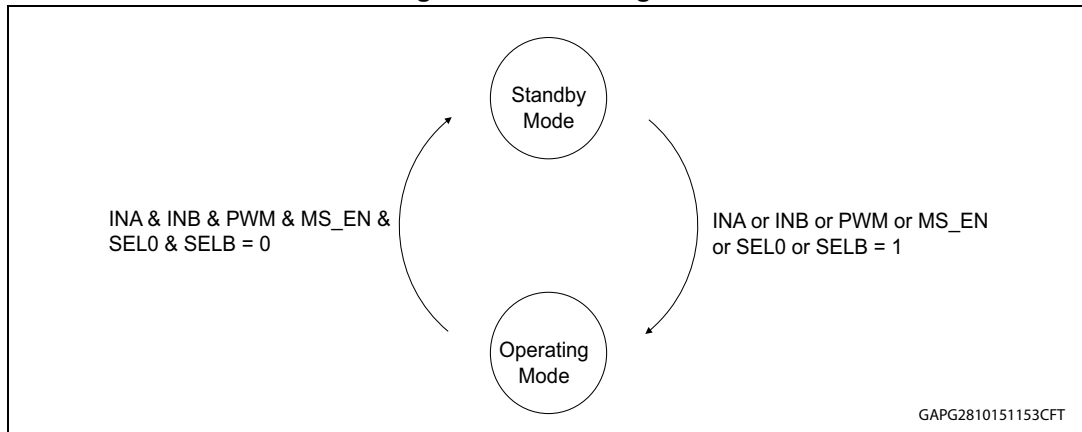 Standby
Mode
INA & INB & PWM & MS_EN &
SEL0 & SELB = 0
INA or INB or PWM or MS_EN
or SEL0 or SELB = 1
Operating
Mode
GAPG2810151153CFT